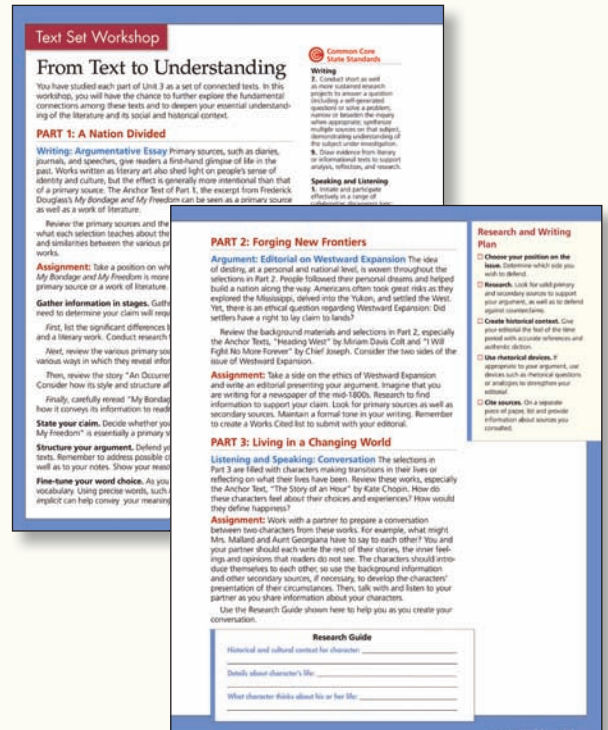 Text Set Workshop
From Text to Understanding
You have studied each part of Unit 3 as a set of connected texts. In this
workshop, you will have the chance to further explore the fundamental
connections among these texts and to deepen your essential understand-
ing of the literature and its social and historical context.
PART 1: A Nation Divided
Writing: Argumentative Essay Primary sources, such as diaries,
journals, and speeches, give readers a first-hand glimpse of life in the
past. Works written as literary art also shed light on people's sense of
identity and culture, but the effect is generally more intentional than that
of a primary source. The Anchor Text of Part 1, the excerpt from Frederick
Douglass's My Bondage and My Freedom can be seen as a primary source
as well as a work of literature.
Review the primary sources and the
what each selection teaches about the
and similarities between the various pr
works.
Assignment: Take a position on wh
My Bondage and My Freedom is more
primary source or a work of literature.
Gather information in stages. Gath
need to determine your claim will requ
First, list the significant differences b
and a literary work. Conduct research
Next, review the various primary sou
various ways in which they reveal infor
Then, review the story "An Occurren
Consider how its style and structure af
Finally, carefully reread "My Bondag
how it conveys its information to reade
State your claim. Decide whether you
My Freedom" is essentially a primary s
Structure your argument. Defend yo
texts. Remember to address possible c
well as to your notes. Show your reaso
Fine-tune your word choice. As you
vocabulary. Using precise words, such
implicit can help convey your meaning
Common Core
State Standards
Writing
7. Conduct short as well
as more sustained research
projects to answer a question
(including a self-generated
question) or solve a problem;
narrow or broaden the inquiry
when appropriate; synthesize
multiple sources on that subject,
demonstrating understanding of
the subject under investigation.
9. Draw evidence from literary
or informational texts to support
analysis, reflection, and research.
Speaking and Listening
1. Initiate and participate
effectively in a range of
PART 2: Forging New Frontiers
Argument: Editorial on Westward Expansion The idea
of destiny, at a personal and national level, is woven throughout the
selections in Part 2. People followed their personal dreams and helped
build a nation along the way. Americans often took great risks as they
explored the Mississippi, delved into the Yukon, and settled the West.
Yet, there is an ethical question regarding Westward Expansion: Did
settlers have a right to lay claim to lands?
Review the background materials and selections in Part 2, especially
the Anchor Texts, "Heading West" by Miriam Davis Colt and "I Will
Fight No More Forever" by Chief Joseph. Consider the two sides of the
issue of Westward Expansion.
Assignment: Take a side on the ethics of Westward Expansion
and write an editorial presenting your argument. Imagine that you
are writing for a newspaper of the mid-1800s. Research to find
information to support your claim. Look for primary sources as well as
secondary sources. Maintain a formal tone in your writing. Remember
to create a Works Cited list to submit with your editorial.
PART 3: Living in a Changing World
Listening and Speaking: Conversation The selections in
Part 3 are filled with characters making transitions in their lives or
reflecting on what their lives have been. Review these works, especially
the Anchor Text, "The Story of an Hour" by Kate Chopin. How do
these characters feel about their choices and experiences? How would
they define happiness?
Assignment: Work with a partner to prepare a conversation
between two characters from these works. For example, what might
Mrs. Mallard and Aunt Georgiana have to say to each other? You and
your partner should each write the rest of their stories, the inner feel-
ings and opinions that readers do not see. The characters should intro-
duce themselves to each other, so use the background information
and other secondary sources, if necessary, to develop the characters'
presentation of their circumstances. Then, talk with and listen to your
partner as you share information about your characters.
Use the Research Guide shown here to help you as you create your
conversation.
Research Guide
Historical and cultural context for character:
Details about character's life:
What character thinks about his or her life:
Research and Writing
Plan
Choose your position on the
issue. Determine which side you
wish to defend.
Research. Look for valid primary
and secondary sources to support
your argument, as well as to defend
against counterclaims.
Create historical context. Give
your editorial the feel of the time
period with accurate references and
authentic diction.
Use rhetorical devices. If
appropriate to your argument, use
devices such as rhetorical questions
or analogies to strengthen your
editorial.
Cite sources. On a separate
piece of paper, list and provide
information about sources you
consulted.